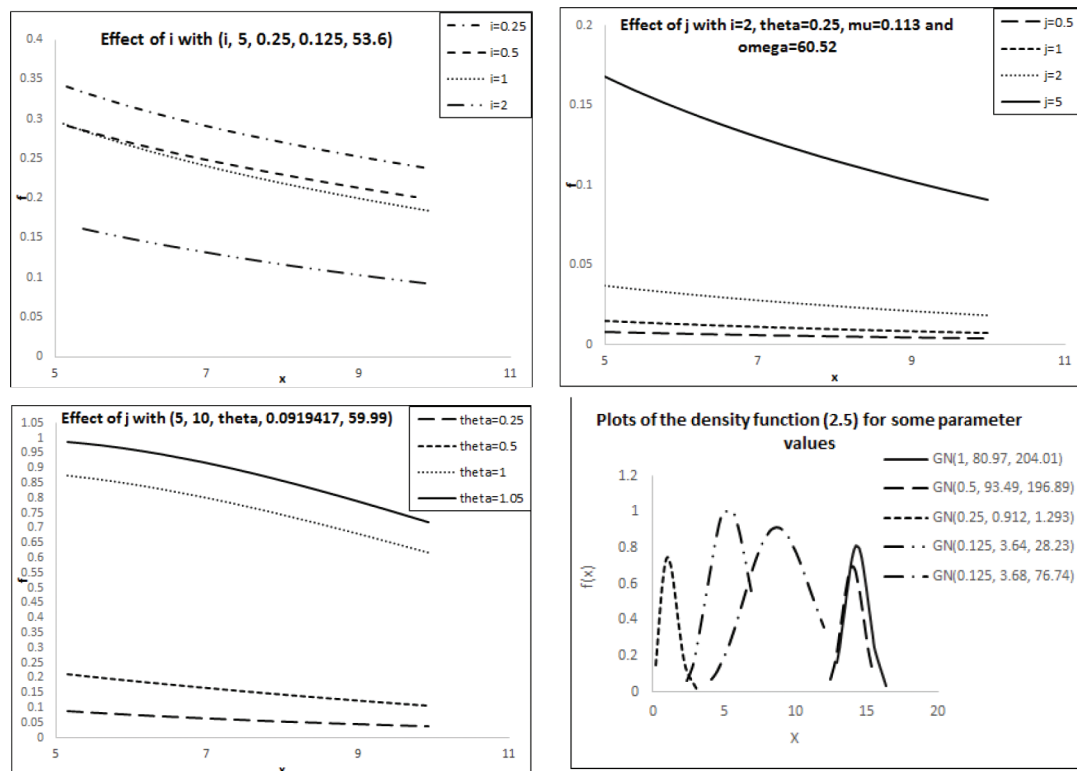 Effect of i with (i, 5, 0.25, 0.125, 53.6)
i=0.25
i=0.5
i=1
i=2
0.4
0.35
0.3
0.25
0.2
0.15
0.1
0.05
0
f
5
7
9
11
x
Effect of j with i=2, theta=0.25, mu=0.113 and
omega=60.52
j=0.5
j=1
j=2
j=5
0.2
0.15
0.1
0.05
0
f
5
7
9
11
x
Effect of j with (5, 10, theta, 0.0919417, 59.99)
theta=0.25
theta=0.5
theta=1
theta=1.05
1.05
1
0.95
0.9
0.85
0.8
0.75
0.7
0.65
0.6
0.55
0.5
0.45
0.4
0.35
0.3
0.25
0.2
0.15
0.1
0.05
0
f
5
7
9
11
x
Plots of the density function (2.5) for some parameter
values
GN(1, 80.97, 204.01)
GN(0.5, 93.49, 196.89)
GN(0.25, 0.912, 1.293)
GN(0.125, 3.64, 28.23)
GN(0.125, 3.68, 76.74)
1.2
1
0.8
0.6
0.4
0.2
0
f(x)
0
5
10
15
20
X